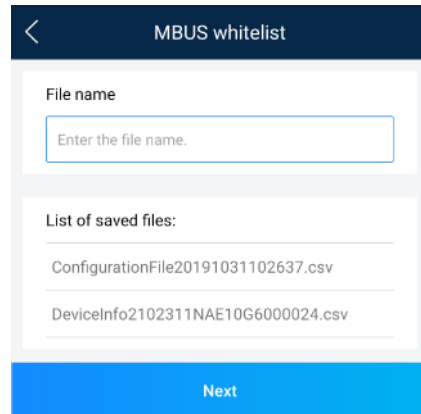 MBUS whitelist
File name
Enter the file name.
List of saved files:
ConfigurationFile20191031102637.csv
DeviceInfo2102311NAE10G6000024.csv
Next